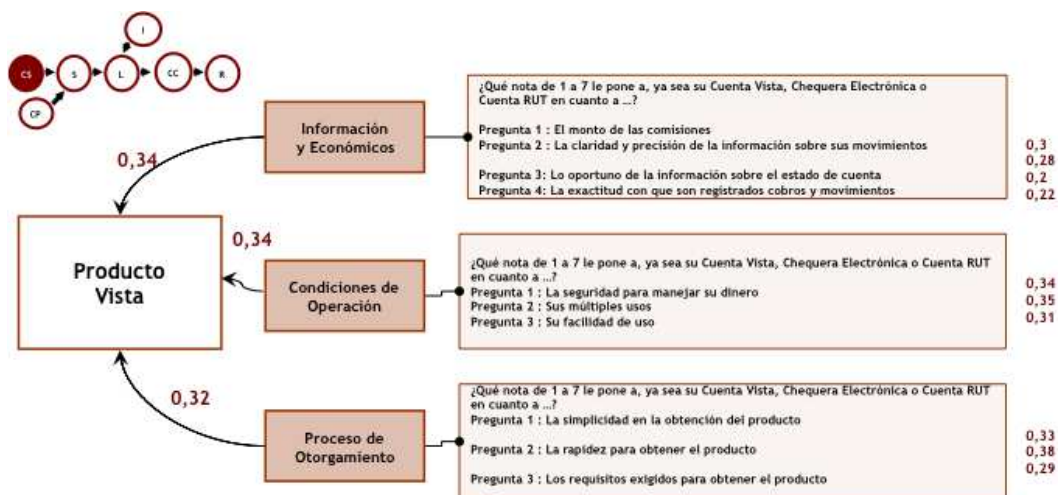 I
CS
S
L
CC
R
CP
Información
y Económicos
¿Qué nota de 1 a 7 le pone a, ya sea su Cuenta Vista, Chequera Electrónica o
Cuenta RUT en cuanto a …?
Pregunta 1 : El monto de las comisiones
Pregunta 2 : La claridad y precisión de la información sobre sus movimientos
Pregunta 3: Lo oportuno de la información sobre el estado de cuenta
Pregunta 4: La exactitud con que son registrados cobros y movimientos
0,3
0,28
0,2
0,22
0,34
Producto
Vista
0,34
Condiciones de
Operación
¿Qué nota de 1 a 7 le pone a, ya sea su Cuenta Vista, Chequera Electrónica o Cuenta RUT
en cuanto a …?
Pregunta 1 : La seguridad para manejar su dinero
Pregunta 2 : Sus múltiples usos
Pregunta 3 : Su facilidad de uso
0,34
0,35
0,31
0,32
Proceso de
Otorgamiento
¿Qué nota de 1 a 7 le pone a, ya sea su Cuenta Vista, Chequera Electrónica o Cuenta RUT
en cuanto a …?
Pregunta 1 : La simplicidad en la obtención del producto
Pregunta 2 : La rapidez para obtener el producto
Pregunta 3 : Los requisitos exigidos para obtener el producto
0,33
0,38
0,29